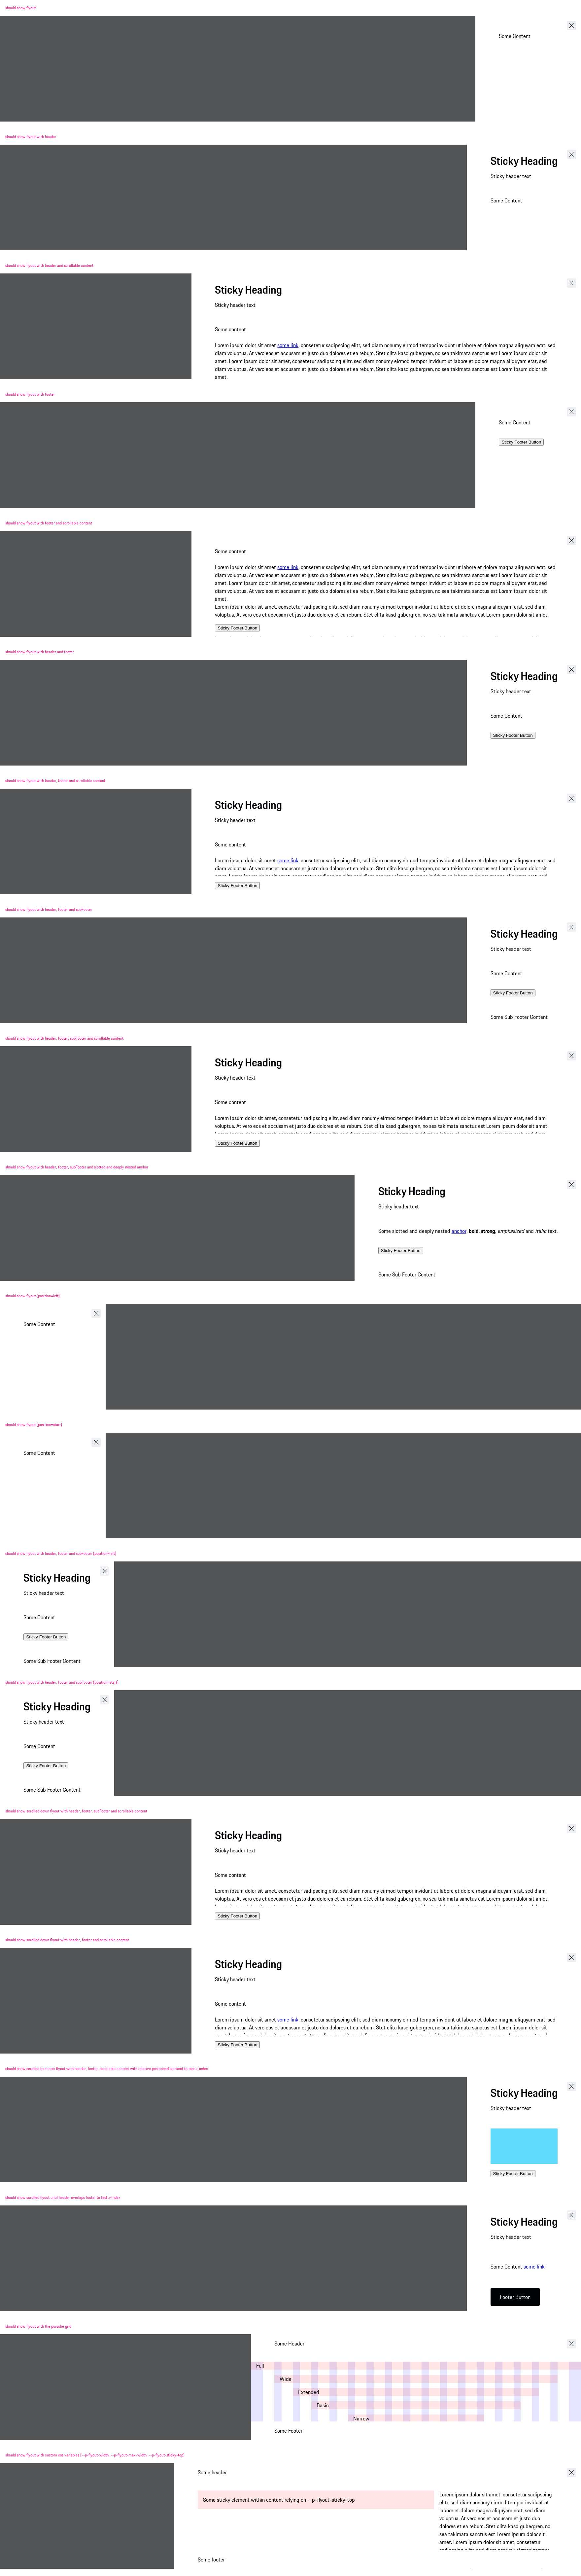 should show flyout
Some Content
should show flyout with header
Sticky Heading
Sticky header text
Some Content
should show flyout with header and scrollable content
Sticky Heading
Sticky header text
Some content
Lorem ipsum dolor sit amet some link, consetetur sadipscing elitr, sed diam nonumy eirmod tempor invidunt ut labore et dolore magna aliquyam erat, sed
diam voluptua. At vero eos et accusam et justo duo dolores et ea rebum. Stet clita kasd gubergren, no sea takimata sanctus est Lorem ipsum dolor sit
amet. Lorem ipsum dolor sit amet, consetetur sadipscing elitr, sed diam nonumy eirmod tempor invidunt ut labore et dolore magna aliquyam erat, sed
diam voluptua. At vero eos et accusam et justo duo dolores et ea rebum. Stet clita kasd gubergren, no sea takimata sanctus est Lorem ipsum dolor sit
amet.
should show flyout with footer
Some Content
Sticky Footer Button
should show flyout with footer and scrollable content
Some content
Lorem ipsum dolor sit amet some link, consetetur sadipscing elitr, sed diam nonumy eirmod tempor invidunt ut labore et dolore magna aliquyam erat, sed
diam voluptua. At vero eos et accusam et justo duo dolores et ea rebum. Stet clita kasd gubergren, no sea takimata sanctus est Lorem ipsum dolor sit
amet. Lorem ipsum dolor sit amet, consetetur sadipscing elitr, sed diam nonumy eirmod tempor invidunt ut labore et dolore magna aliquyam erat, sed
diam voluptua. At vero eos et accusam et justo duo dolores et ea rebum. Stet clita kasd gubergren, no sea takimata sanctus est Lorem ipsum dolor sit
amet.
Lorem ipsum dolor sit amet, consetetur sadipscing elitr, sed diam nonumy eirmod tempor invidunt ut labore et dolore magna aliquyam erat, sed diam
voluptua. At vero eos et accusam et justo duo dolores et ea rebum. Stet clita kasd gubergren, no sea takimata sanctus est Lorem ipsum dolor sit amet.
Sticky Footer Button
should show flyout with header and footer
Sticky Heading
Sticky header text
Some Content
Sticky Footer Button
should show flyout with header, footer and scrollable content
Sticky Heading
Sticky header text
Some content
Lorem ipsum dolor sit amet some link, consetetur sadipscing elitr, sed diam nonumy eirmod tempor invidunt ut labore et dolore magna aliquyam erat, sed
diam voluptua. At vero eos et accusam et justo duo dolores et ea rebum. Stet clita kasd gubergren, no sea takimata sanctus est Lorem ipsum dolor sit
Sticky Footer Button
should show flyout with header, footer and subfooter
Sticky Heading
Sticky header text
Some Content
Sticky Footer Button
Some Sub Footer Content
should show flyout with header, footer, subfooter and scrollable content
Sticky Heading
Sticky header text
Some content
Lorem ipsum dolor sit amet, consetetur sadipscing elitr, sed diam nonumy eirmod tempor invidunt ut labore et dolore magna aliquyam erat, sed diam
voluptua. At vero eos et accusam et justo duo dolores et ea rebum. Stet clita kasd gubergren, no sea takimata sanctus est Lorem ipsum dolor sit amet.
Sticky Footer Button
should show flyout with header, footer, subfooter and slotted and deeply nested anchor
Sticky Heading
Sticky header text
Some slotted and deeply nested anchor, bold, strong, emphasized and italic text.
Sticky Footer Button
Some Sub Footer Content
should show flyout (position=left)
Some Content
should show flyout (position=start)
Some Content
should show flyout with header, footer and subfooter (position=left)
Sticky Heading
Sticky header text
Some Content
Sticky Footer Button
Some Sub Footer Content
should show flyout with header, footer and subfooter (position=start)
Sticky Heading
Sticky header text
Some Content
Sticky Footer Button
Some Sub Footer Content
should show scrolled down flyout with header, footer, subfooter and scrollable content
Sticky Heading
Sticky header text
Some content
Lorem ipsum dolor sit amet, consetetur sadipscing elitr, sed diam nonumy eirmod tempor invidunt ut labore et dolore magna aliquyam erat, sed diam
voluptua. At vero eos et accusam et justo duo dolores et ea rebum. Stet clita kasd gubergren, no sea takimata sanctus est Lorem ipsum dolor sit amet.
Sticky Footer Button
should show scrolled down flyout with header, footer and scrollable content
Sticky Heading
Sticky header text
Some content
Lorem ipsum dolor sit amet some link, consetetur sadipscing elitr, sed diam nonumy eirmod tempor invidunt ut labore et dolore magna aliquyam erat, sed
diam voluptua. At vero eos et accusam et justo duo dolores et ea rebum. Stet clita kasd gubergren, no sea takimata sanctus est Lorem ipsum dolor sit
Sticky Footer Button
should show scrolled to center flyout with header, footer, scrollable content with relative positioned element to test z-index
Sticky Heading
Sticky header text
Sticky Footer Button
should show scrolled flyout until header overlaps footer to test z-index
Sticky Heading
Sticky header text
Some Content some link
Footer Button
should show flyout with the porsche grid
Some Header
Full
Wide
Extended
Basic
Narrow
Some Footer
should show flyout with custom css variables (--p-flyout-width, --p-flyout-max-width, --p-flyout-sticky-top)
Some header
Some sticky element within content relying on --p-flyout-sticky-top
Lorem ipsum dolor sit amet, consetetur sadipscing
elitr, sed diam nonumy eirmod tempor invidunt ut
labore et dolore magna aliquyam erat, sed diam
voluptua. At vero eos et accusam et justo duo
dolores et ea rebum. Stet clita kasd gubergren, no
sea takimata sanctus est Lorem ipsum dolor sit
amet. Lorem ipsum dolor sit amet, consetetur
Some footer